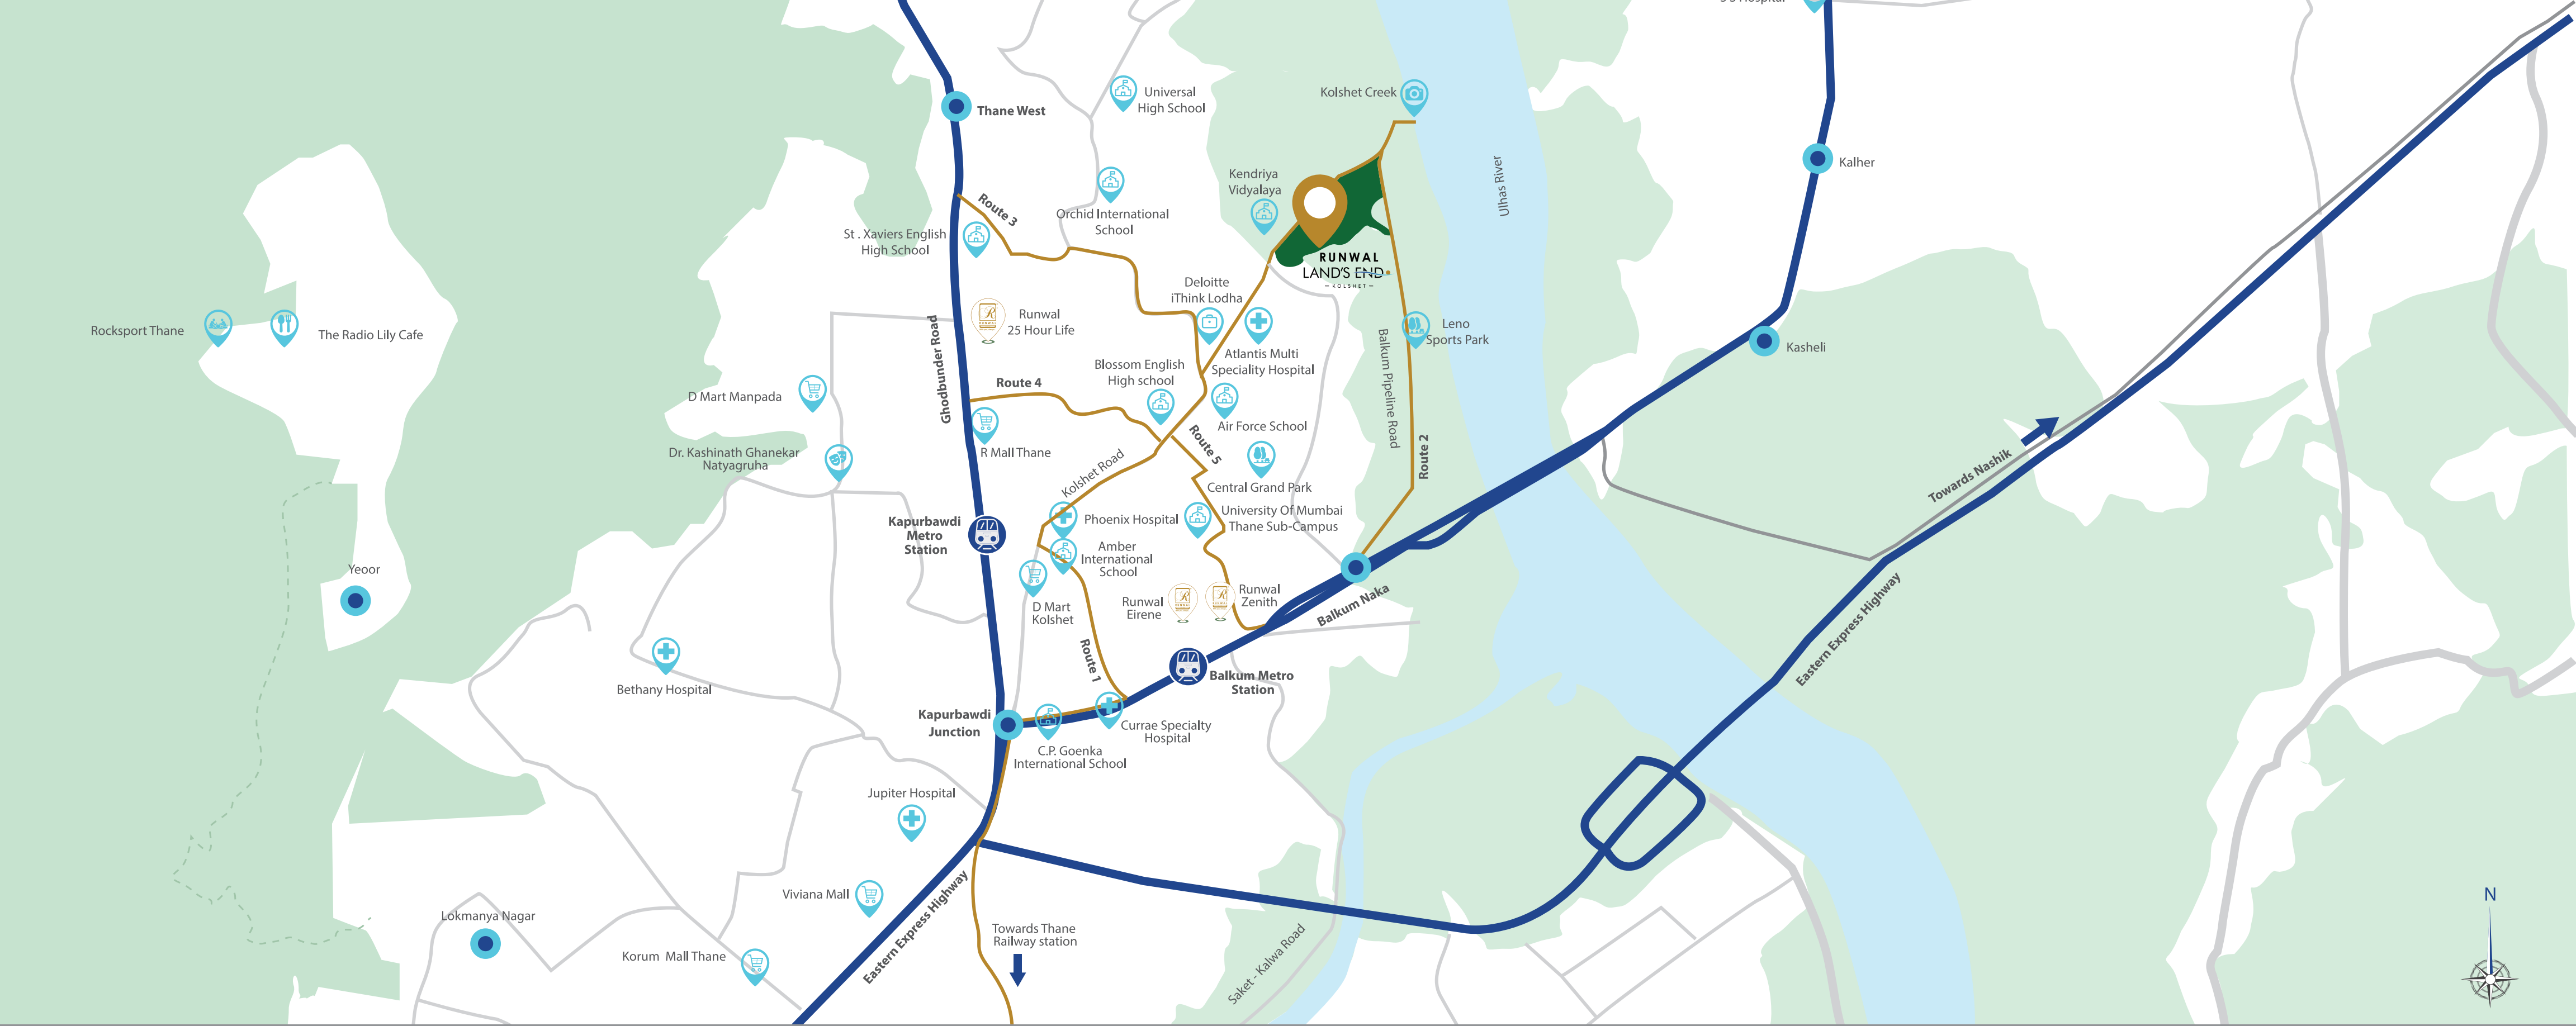 S S Hospital
Thane West
Universal
High School
Kolshet Creek
Kalher
Ulhas River
Kendriya
Vidyalaya
Route 3
Orchid International
School
St . Xaviers English
High School
RUNWAL
LAND'S END
KOLSHET
Deloitte
iThink Lodha
Runwal
25 Hour Life
Rocksport Thane
The Radio Lily Cafe
Ghodbunder Road
Leno
Sports Park
Balkum Pipeline Road
Kasheli
Atlantis Multi
Speciality Hospital
Blossom English
High school
Route 4
D Mart Manpada
Air Force School
R Mall Thane
Route 5
Kolshet Road
Route 2
Dr. Kashinath Ghanekar
Natyagruha
Central Grand Park
Towards Nashik
University Of Mumbai
Thane Sub-Campus
Phoenix Hospital
Kapurbawdi
Metro
Station
Amber
International
School
Yeoor
D Mart
Kolshet
Runwal
Eirene
Runwal
Zenith
Balkum Naka
Eastern Express Highway
Route 1
Bethany Hospital
Balkum Metro
Station
Kapurbawdi
Junction
Currae Specialty
Hospital
C.P. Goenka
International School
Jupiter Hospital
Viviana Mall
Eastern Express Highway
Lokmanya Nagar
Towards Thane
Railway station
Korum Mall Thane
Saket - Kalwa Road
N